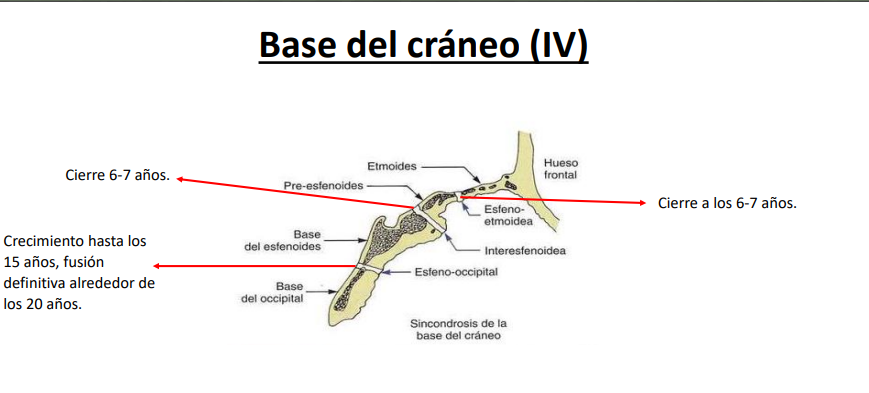 Base del cráneo (IV)
Cierre 6-7 años.
Etmoides
Hueso
frontal
Pre-esfenoides
Cierre a los 6-7 años.
Esfeno-
etmoidea
Crecimiento hasta los
15 años, fusión
definitiva alrededor de
los 20 años.
Base
del esfenoides
Interesfenoidea
Esfeno-occipital
Base
del occipital
Sincondrosis de la
base del cráneo